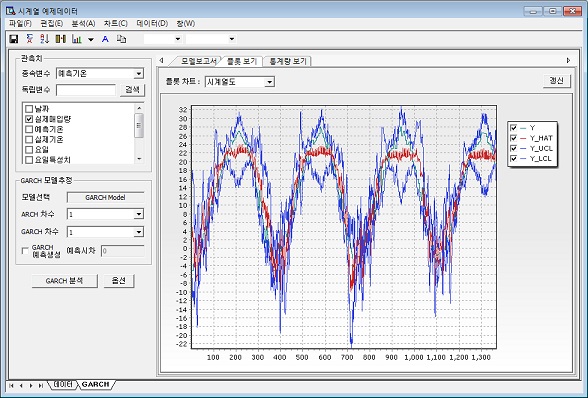 시계열 예제데이터
파일(F) 편집(E) 분석(A) 차트(C) 데이터(D) 창(W)
관측치
종속변수 예측기온
독립변수 검색
날짜
실제매입량
예측기온
실제기온
요일
요일특성치
GARCH 모델추정
모델선택 GARCH Model
ARCH 차수 1
GARCH 차수 1
GARCH 예측생성 예측시차 0
GARCH 분석 옵션
모델보고서 플롯 보기 통계량 보기
플롯 차트 : 시계열도 갱신
32
30
28
26
24
22
20
18
16
14
12
10
8
6
4
2
0
-2
-4
-6
-8
-10
-12
-14
-16
-18
-20
-22
100 200 300 400 500 600 700 800 900 1,000 1,100 1,200 1,300
Y
Y_HAT
Y_UCL
Y_LCL
데이터 GARCH